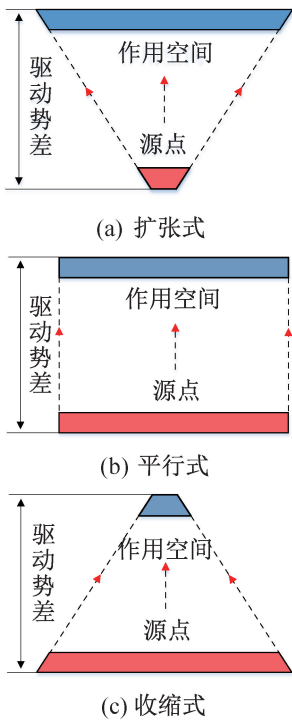 驱动势差
作用空间
源点
(a) 扩张式
驱动势差
作用空间
源点
(b) 平行式
驱动势差
作用空间
源点
(c) 收缩式